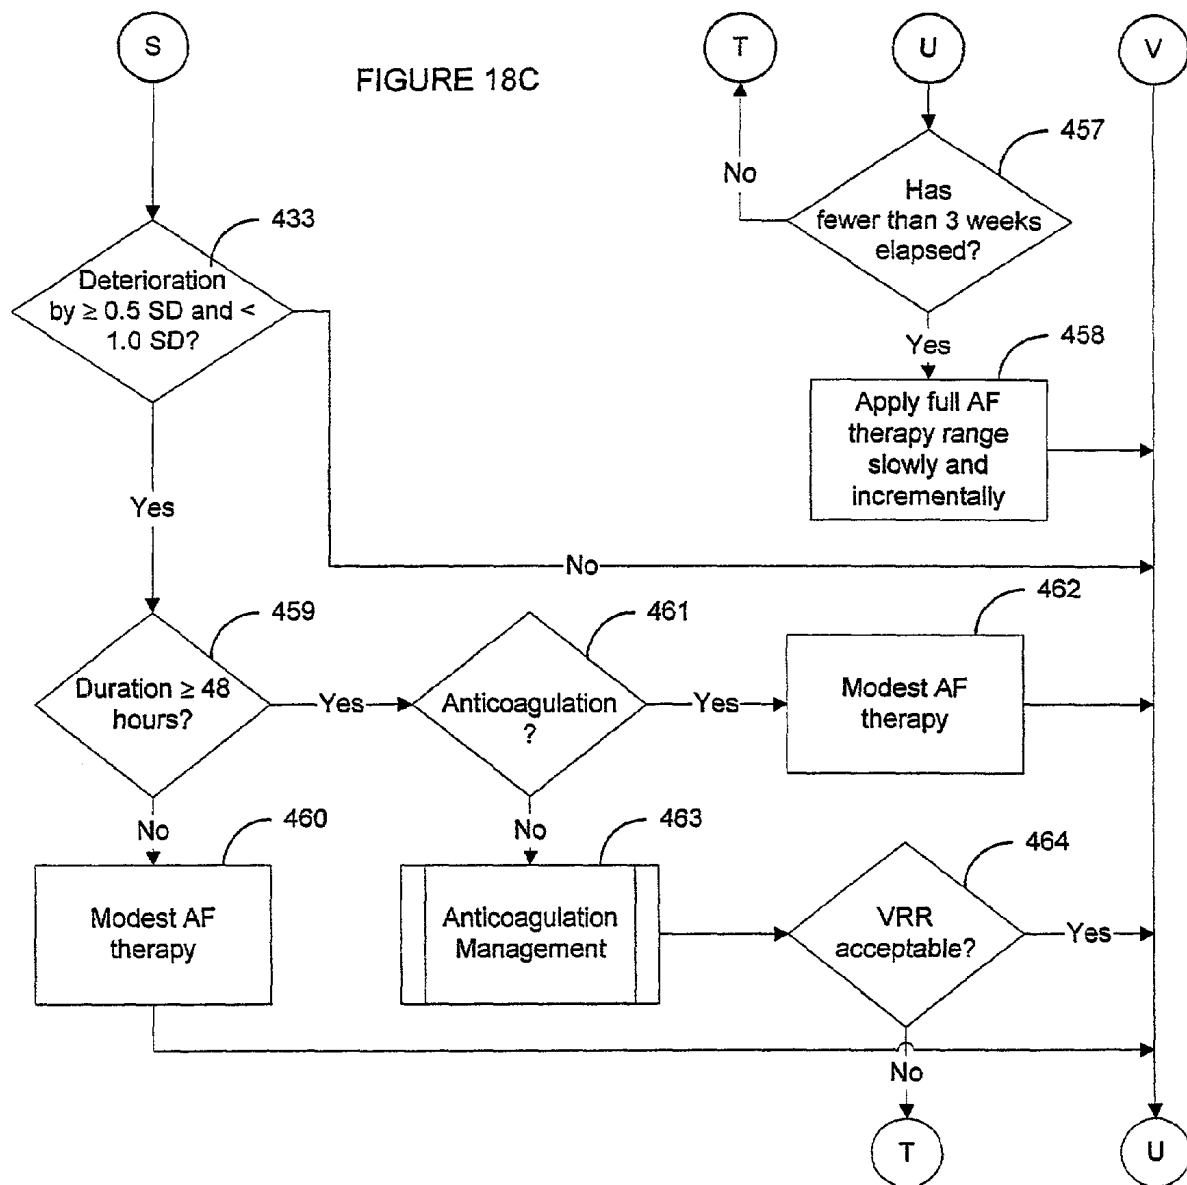 S
T
U
V
FIGURE 18C
457
No
Has
fewer than 3 weeks
elapsed?
433
Deterioration
by ≥ 0.5 SD and <
1.0 SD?
Yes
458
Apply full AF
therapy range
slowly and
incrementally
Yes
No
459
461
462
Duration ≥ 48
hours?
Yes
Anticoagulation
?
Yes
Modest AF
therapy
No
460
No
463
464
Modest AF
therapy
Anticoagulation
Management
VRR
acceptable?
Yes
No
T
U